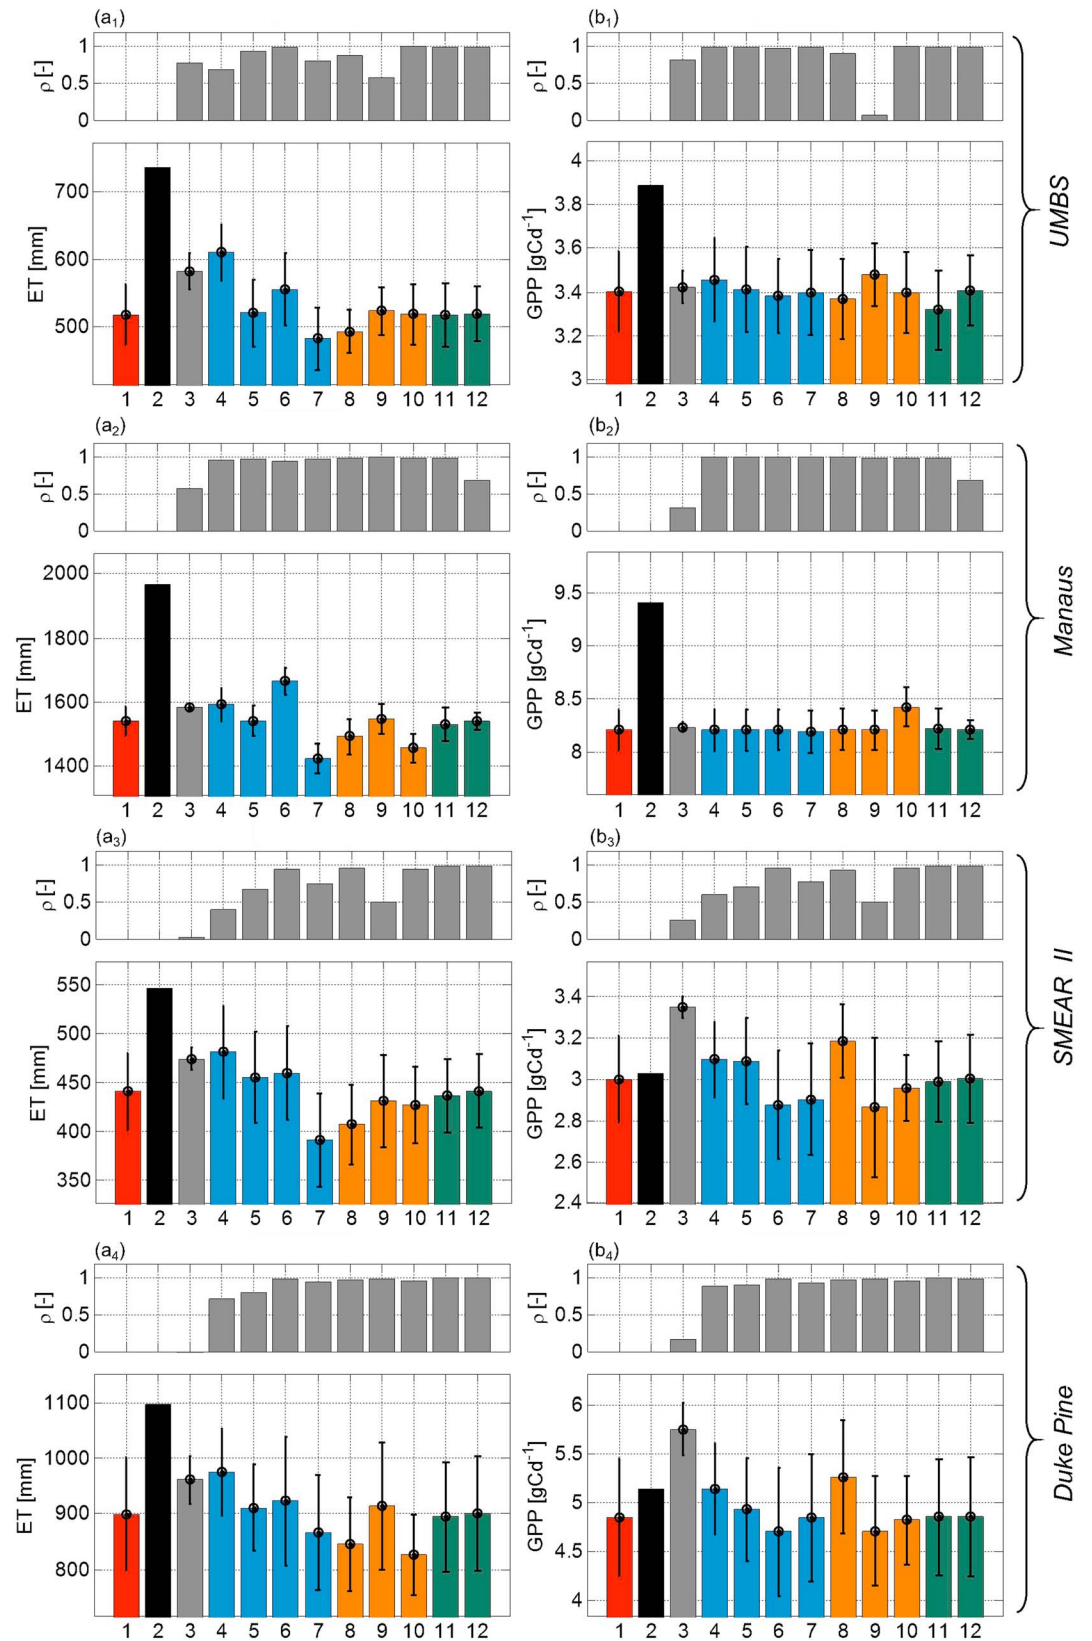 (a1)
(b1)
ρ [-]
1
0.5
0
ρ [-]
1
0.5
0
ET [mm]
700
600
500
1 2 3 4 5 6 7 8 9 10 11 12
GPP [gCd-1]
4
3.8
3.6
3.4
3.2
3
1 2 3 4 5 6 7 8 9 10 11 12
UMBS
(a2)
(b2)
ρ [-]
1
0.5
0
ρ [-]
1
0.5
0
ET [mm]
2000
1800
1600
1400
1 2 3 4 5 6 7 8 9 10 11 12
GPP [gCd-1]
9.5
9
8.5
8
1 2 3 4 5 6 7 8 9 10 11 12
Manaus
(a3)
(b3)
ρ [-]
1
0.5
0
ρ [-]
1
0.5
0
ET [mm]
550
500
450
400
350
1 2 3 4 5 6 7 8 9 10 11 12
GPP [gCd-1]
3.4
3.2
3.0
2.8
2.6
2.4
1 2 3 4 5 6 7 8 9 10 11 12
SMEAR II
(a4)
(b4)
ρ [-]
1
0.5
0
ρ [-]
1
0.5
0
ET [mm]
1100
1000
900
800
1 2 3 4 5 6 7 8 9 10 11 12
GPP [gCd-1]
6
5.5
5
4.5
4
1 2 3 4 5 6 7 8 9 10 11 12
Duke Pine